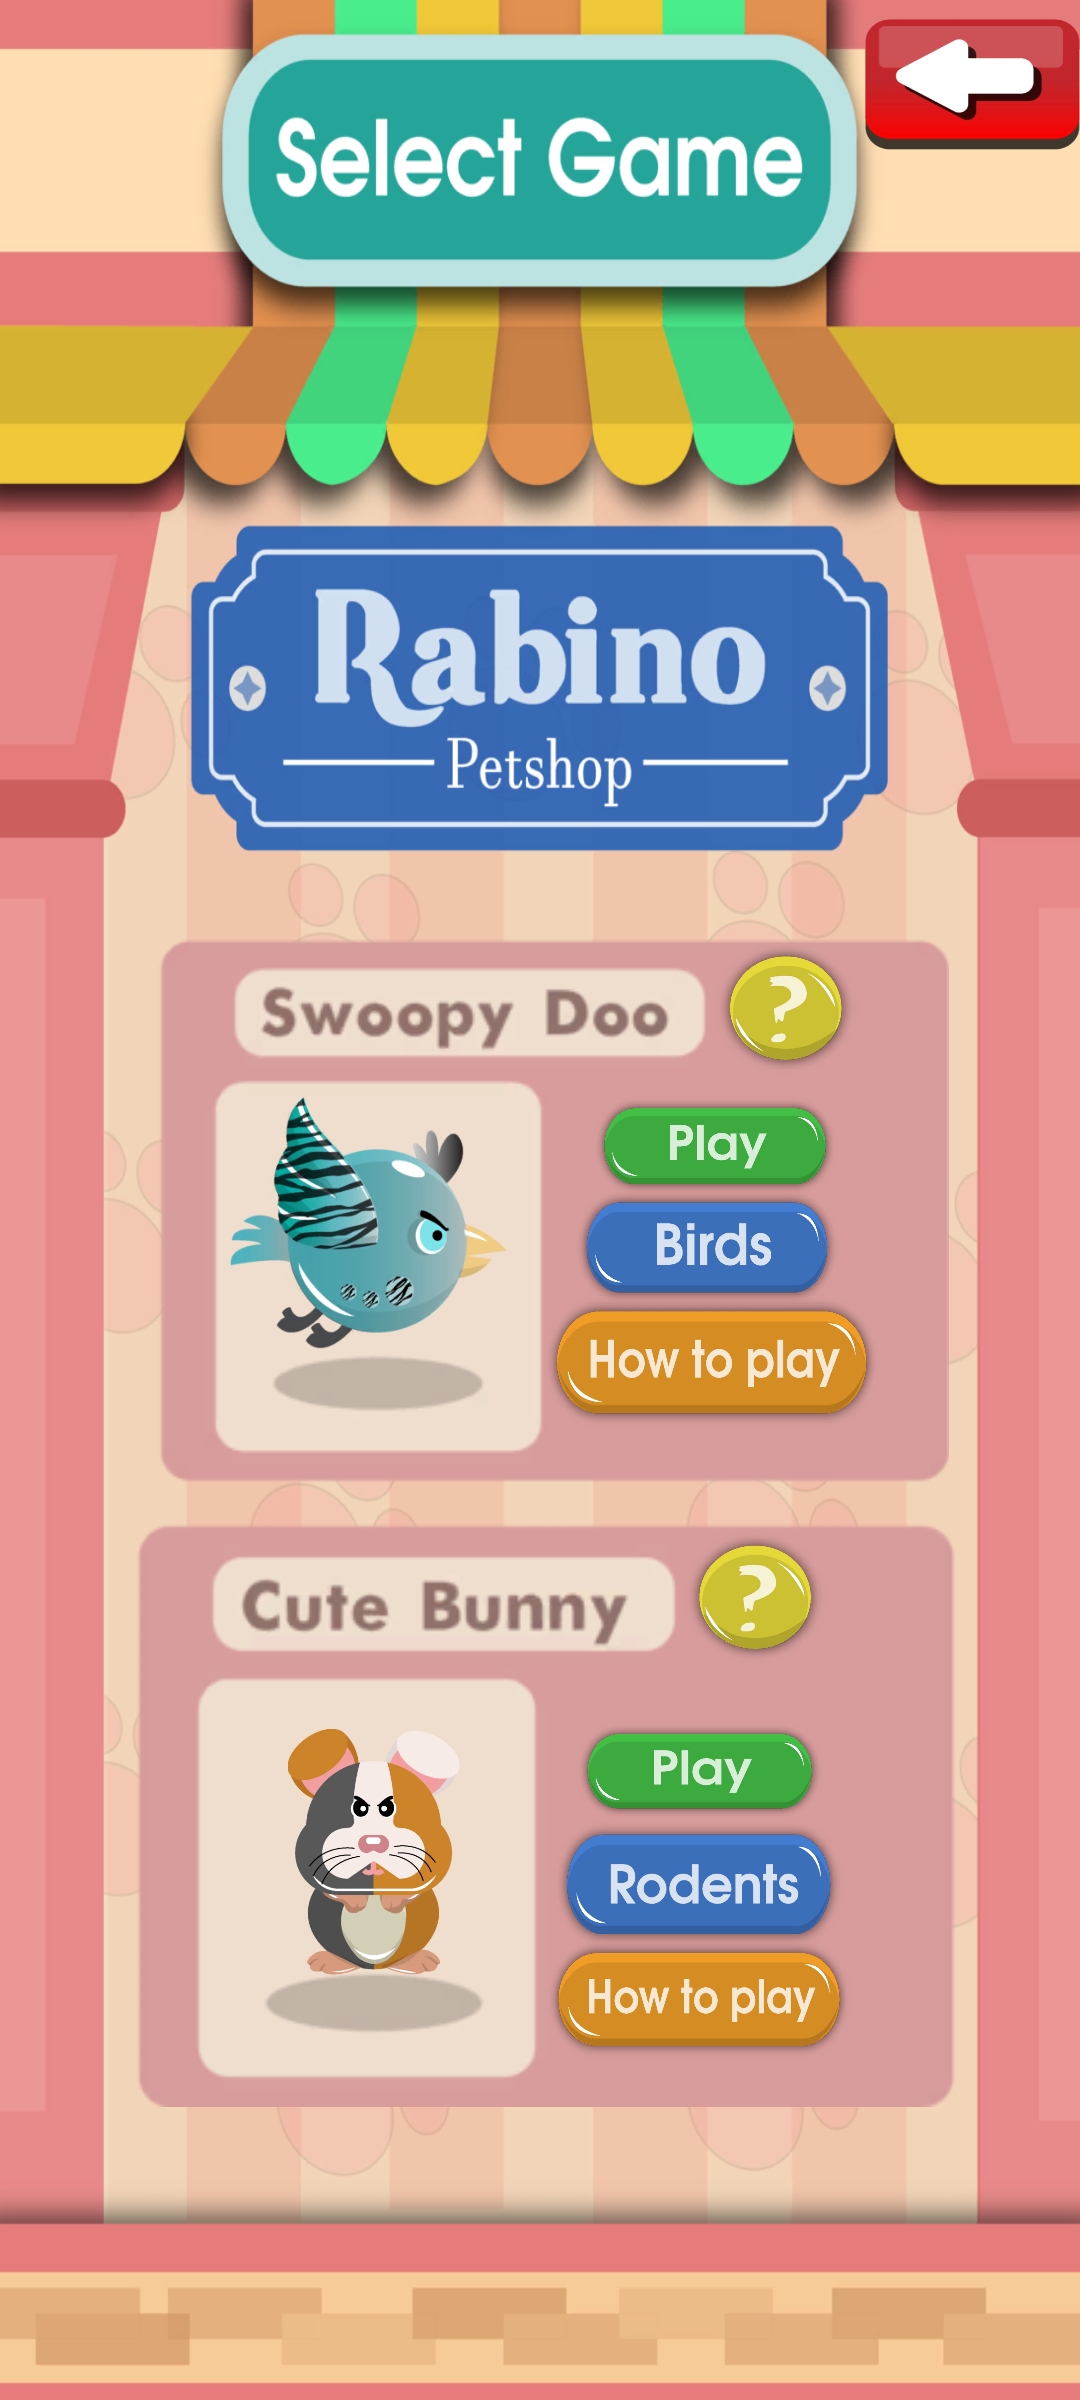 Select Game
Rabino
Petshop
Swoopy Doo
?
Play
Birds
How to play
Cute Bunny
?
Play
Rodents
How to play